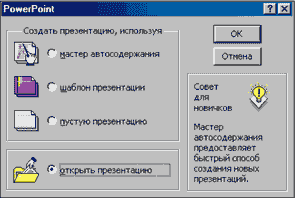 PowerPoint
Создать презентацию, используя
мастер автосодержания
шаблон презентации
пустую презентацию
открыть презентацию
OK
Отмена
Совет
для
новичков
Мастер
автосодержания
предоставляет
быстрый способ
создания новых
презентаций.